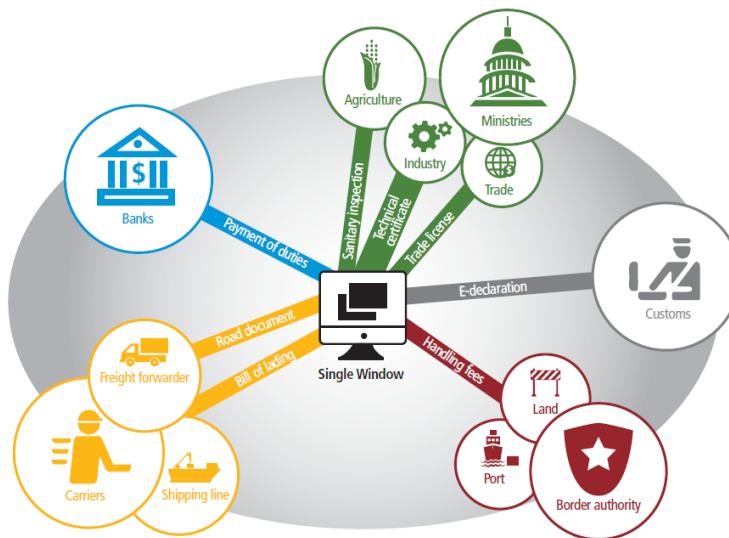 Agriculture
Ministries
Industry
Trade
$
Banks
Sanitary inspection
Technical
certificate
Trade license
Payment of duties
E-declaration
Customs
Road document
Bill of lading
Single Window
Handling fees
Freight forwarder
Land
Carriers
Shipping line
Port
Border authority
$